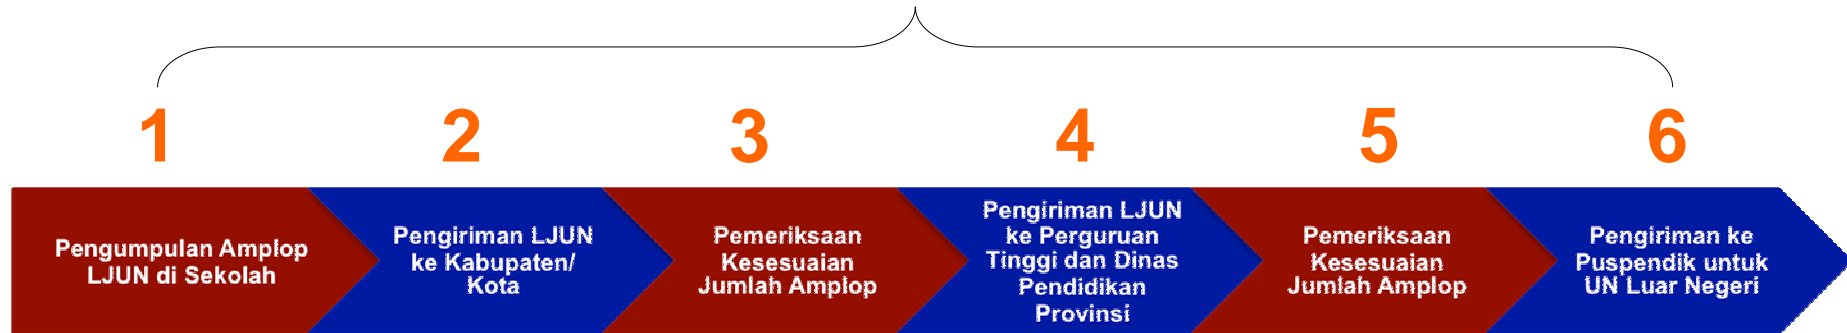 1
2
3
4
5
6
Pengumpulan Amplop
LJUN di Sekolah
Pengiriman LJUN
ke Kabupaten/
Kota
Pemeriksaan
Kesesuaian
Jumlah Amplop
Pengiriman LJUN
ke Perguruan
Tinggi dan Dinas
Pendidikan
Provinsi
Pemeriksaan
Kesesuaian
Jumlah Amplop
Pengiriman ke
Puspendik untuk
UN Luar Negeri